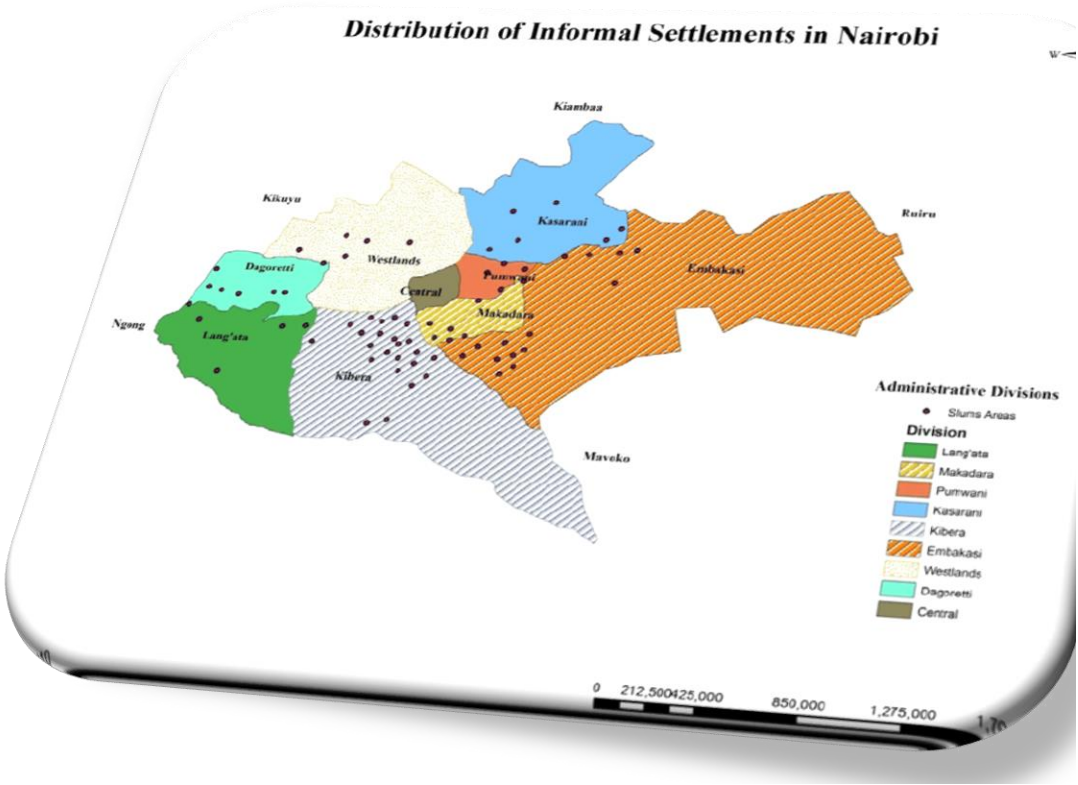 Distribution of Informal Settlements in Nairobi
W
Kiambaa
Kikuyu
Ruiru
Kasarani
Westlands
Dagoretti
Embakasi
Pumwani
Central
Makadara
Ngong
Lang'ata
Kibera
Mavoko
Administrative Divisions
Slums Areas
Division
Lang'ata
Makadara
Pumwani
Kasarani
Kibera
Embakasi
Westlands
Dagoretti
Central
0 212,500 425,000 850,000 1,275,000